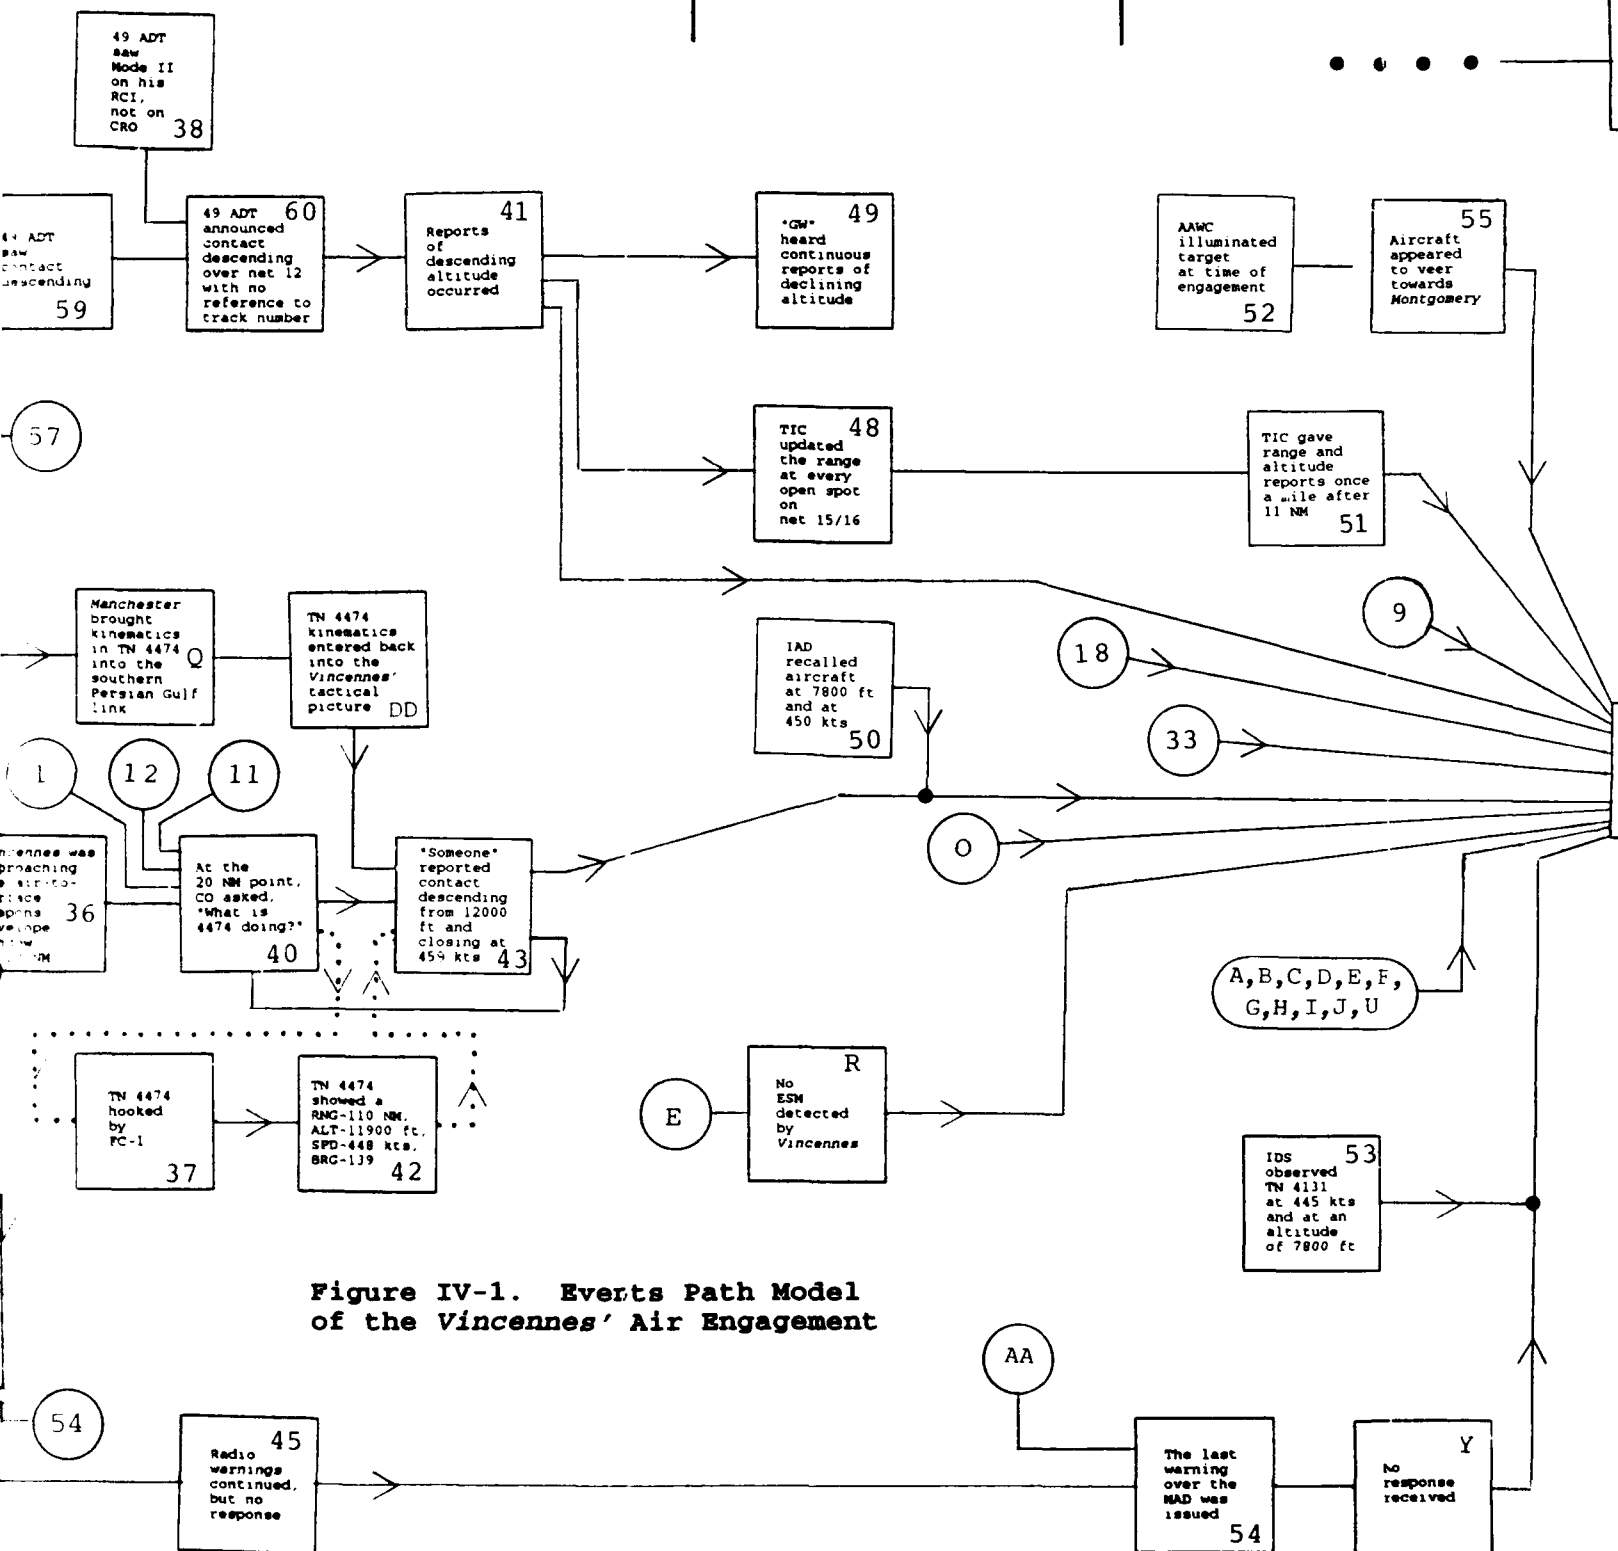 49 ADT
saw
Mode II
on his
RCI,
not on
CRO 38
49 ADT
saw
contact
descending
59
49 ADT 60
announced
contact
descending
over net 12
with no
reference to
track number
41
Reports
of
descending
altitude
occurred
49
"GW"
heard
continuous
reports of
declining
altitude
AAWC
illuminated
target
at time of
engagement
52
55
Aircraft
appeared
to veer
towards
Montgomery
57
TIC 48
updated
the range
at every
open spot
on
net 15/16
TIC gave
range and
altitude
reports once
a mile after
11 NM
51
Manchester
brought
kinematics
in TN 4474
into the Q
southern
Persian Gulf
link
TN 4474
kinematics
entered back
into the
Vincennes'
tactical
picture DD
IAD
recalled
aircraft
at 7800 ft
and at
450 kts
50
9
18
33
1
12
11
was
36
NM
At the
20 NM point,
CO asked,
"What is
4474 doing?"
40
"Someone"
reported
contact
descending
from 12000
ft and
closing at
459 kts 43
O
A,B,C,D,E,F,
G,H,I,J,U
TN 4474
hooked
by
FC-1
37
TN 4474
showed a
RNG-110 NM,
ALT-11900 ft,
SPD-448 kts,
BRG-139 42
E
R
No
ESM
detected
by
Vincennes
IDS 53
observed
TN 4131
at 445 kts
and at an
altitude
of 7800 ft
Figure IV-1. Events Path Model
of the Vincennes' Air Engagement
AA
54
45
Radio
warnings
continued,
but no
response
The last
warning
over the
MAD was
issued
54
Y
No
response
received